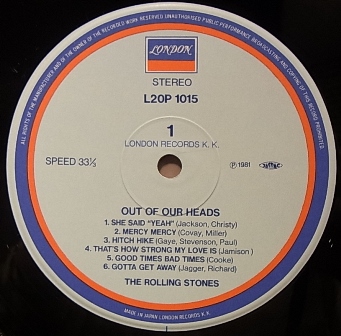 ALL RIGHTS OF THE MANUFACTURER AND OF THE OWNER OF THE RECORDED WORK RESERVED UNAUTHORISED PUBLIC PERFORMANCE BROADCASTING AND COPYING OF THIS RECORD PROHIBITED
LONDON
STEREO
L20P 1015
1
LONDON RECORDS K. K.
SPEED 33⅓
℗ 1981
OUT OF OUR HEADS
1. SHE SAID "YEAH" (Jackson, Christy)
2. MERCY MERCY (Covay, Miller)
3. HITCH HIKE (Gaye, Stevenson, Paul)
4. THAT'S HOW STRONG MY LOVE IS (Jamison )
5. GOOD TIMES BAD TIMES (Cooke)
6. GOTTA GET AWAY (Jagger, Richard)
THE ROLLING STONES
MADE IN JAPAN LONDON RECORDS K. K.